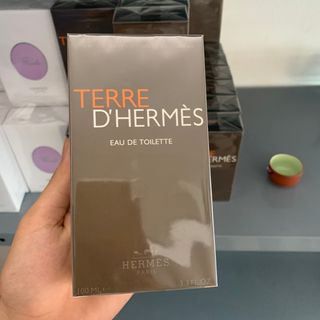 TERRE
D'HERMÈS
EAU DE TOILETTE
HERMÈS
PARIS
100 ML e 3.3 FL.OZ.